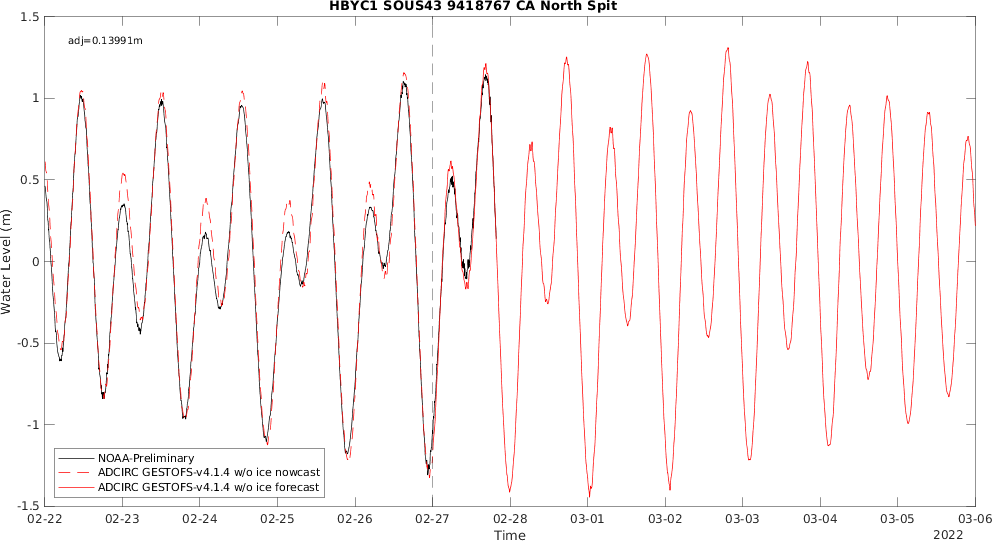 HBYC1 SOUS43 9418767 CA North Spit
adj=0.13991m
1.5
1
0.5
0
-0.5
-1
-1.5
Water Level (m)
NOAA-Preliminary
ADCIRC GESTOFS-v4.1.4 w/o ice nowcast
ADCIRC GESTOFS-v4.1.4 w/o ice forecast
02-22 02-23 02-24 02-25 02-26 02-27 02-28 03-01 03-02 03-03 03-04 03-05 03-06
Time
2022